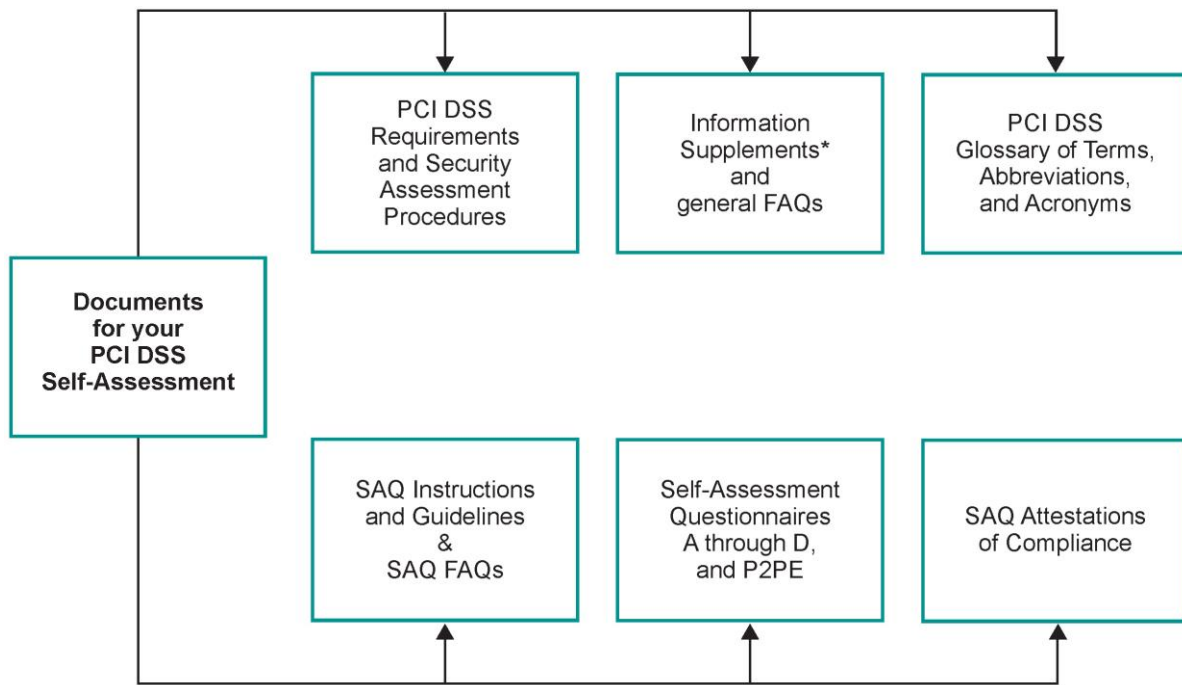 PCI DSS
Requirements
and Security
Assessment
Procedures
Information
Supplements*
and
general FAQs
PCI DSS
Glossary of Terms,
Abbreviations,
and Acronyms
Documents
for your
PCI DSS
Self-Assessment
SAQ Instructions
and Guidelines
&
SAQ FAQs
Self-Assessment
Questionnaires
A through D,
and P2PE
SAQ Attestations
of Compliance